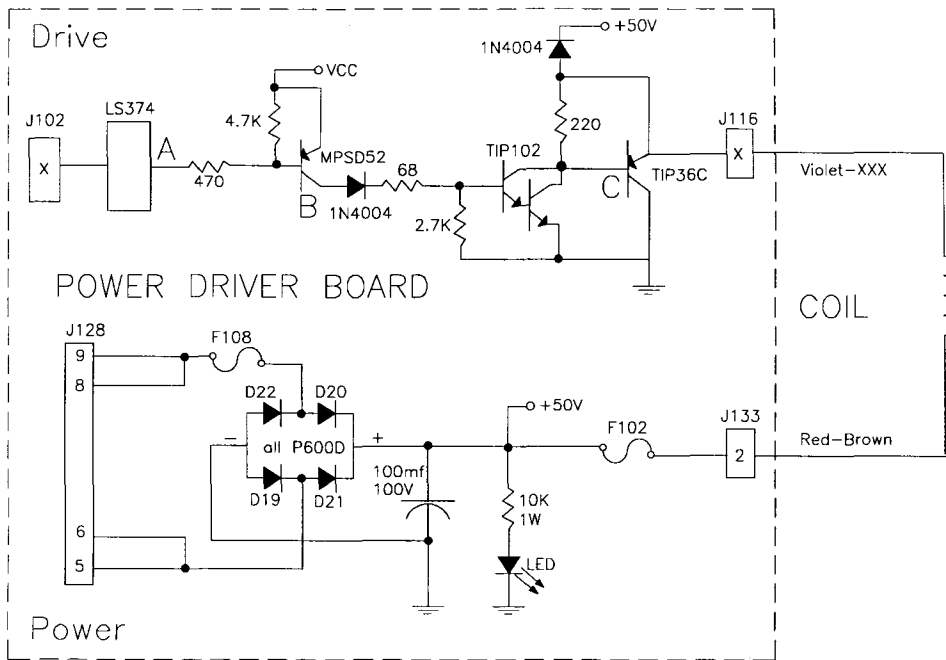 Drive
+50V
1N4004
VCC
J102
LS374
4.7K
220
J116
X
A
MPSD52
68
TIP102
X
470
B
1N4004
C
TIP36C
Violet-XXX
2.7K
POWER DRIVER BOARD
COIL
J128
F108
9
8
D22
D20
+50V
F102
J133
-
all
P600D
+
Red-Brown
2
D19
D21
100mf
100V
10K
1W
6
5
LED
Power